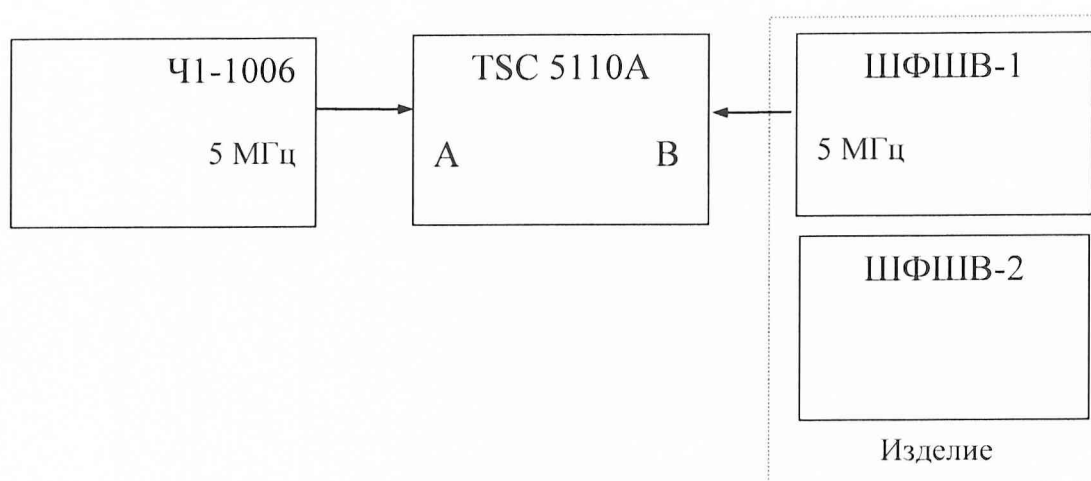 Ч1-1006
5 МГц
TSC 5110A
A
B
ШФШВ-1
5 МГц
ШФШВ-2
Изделие